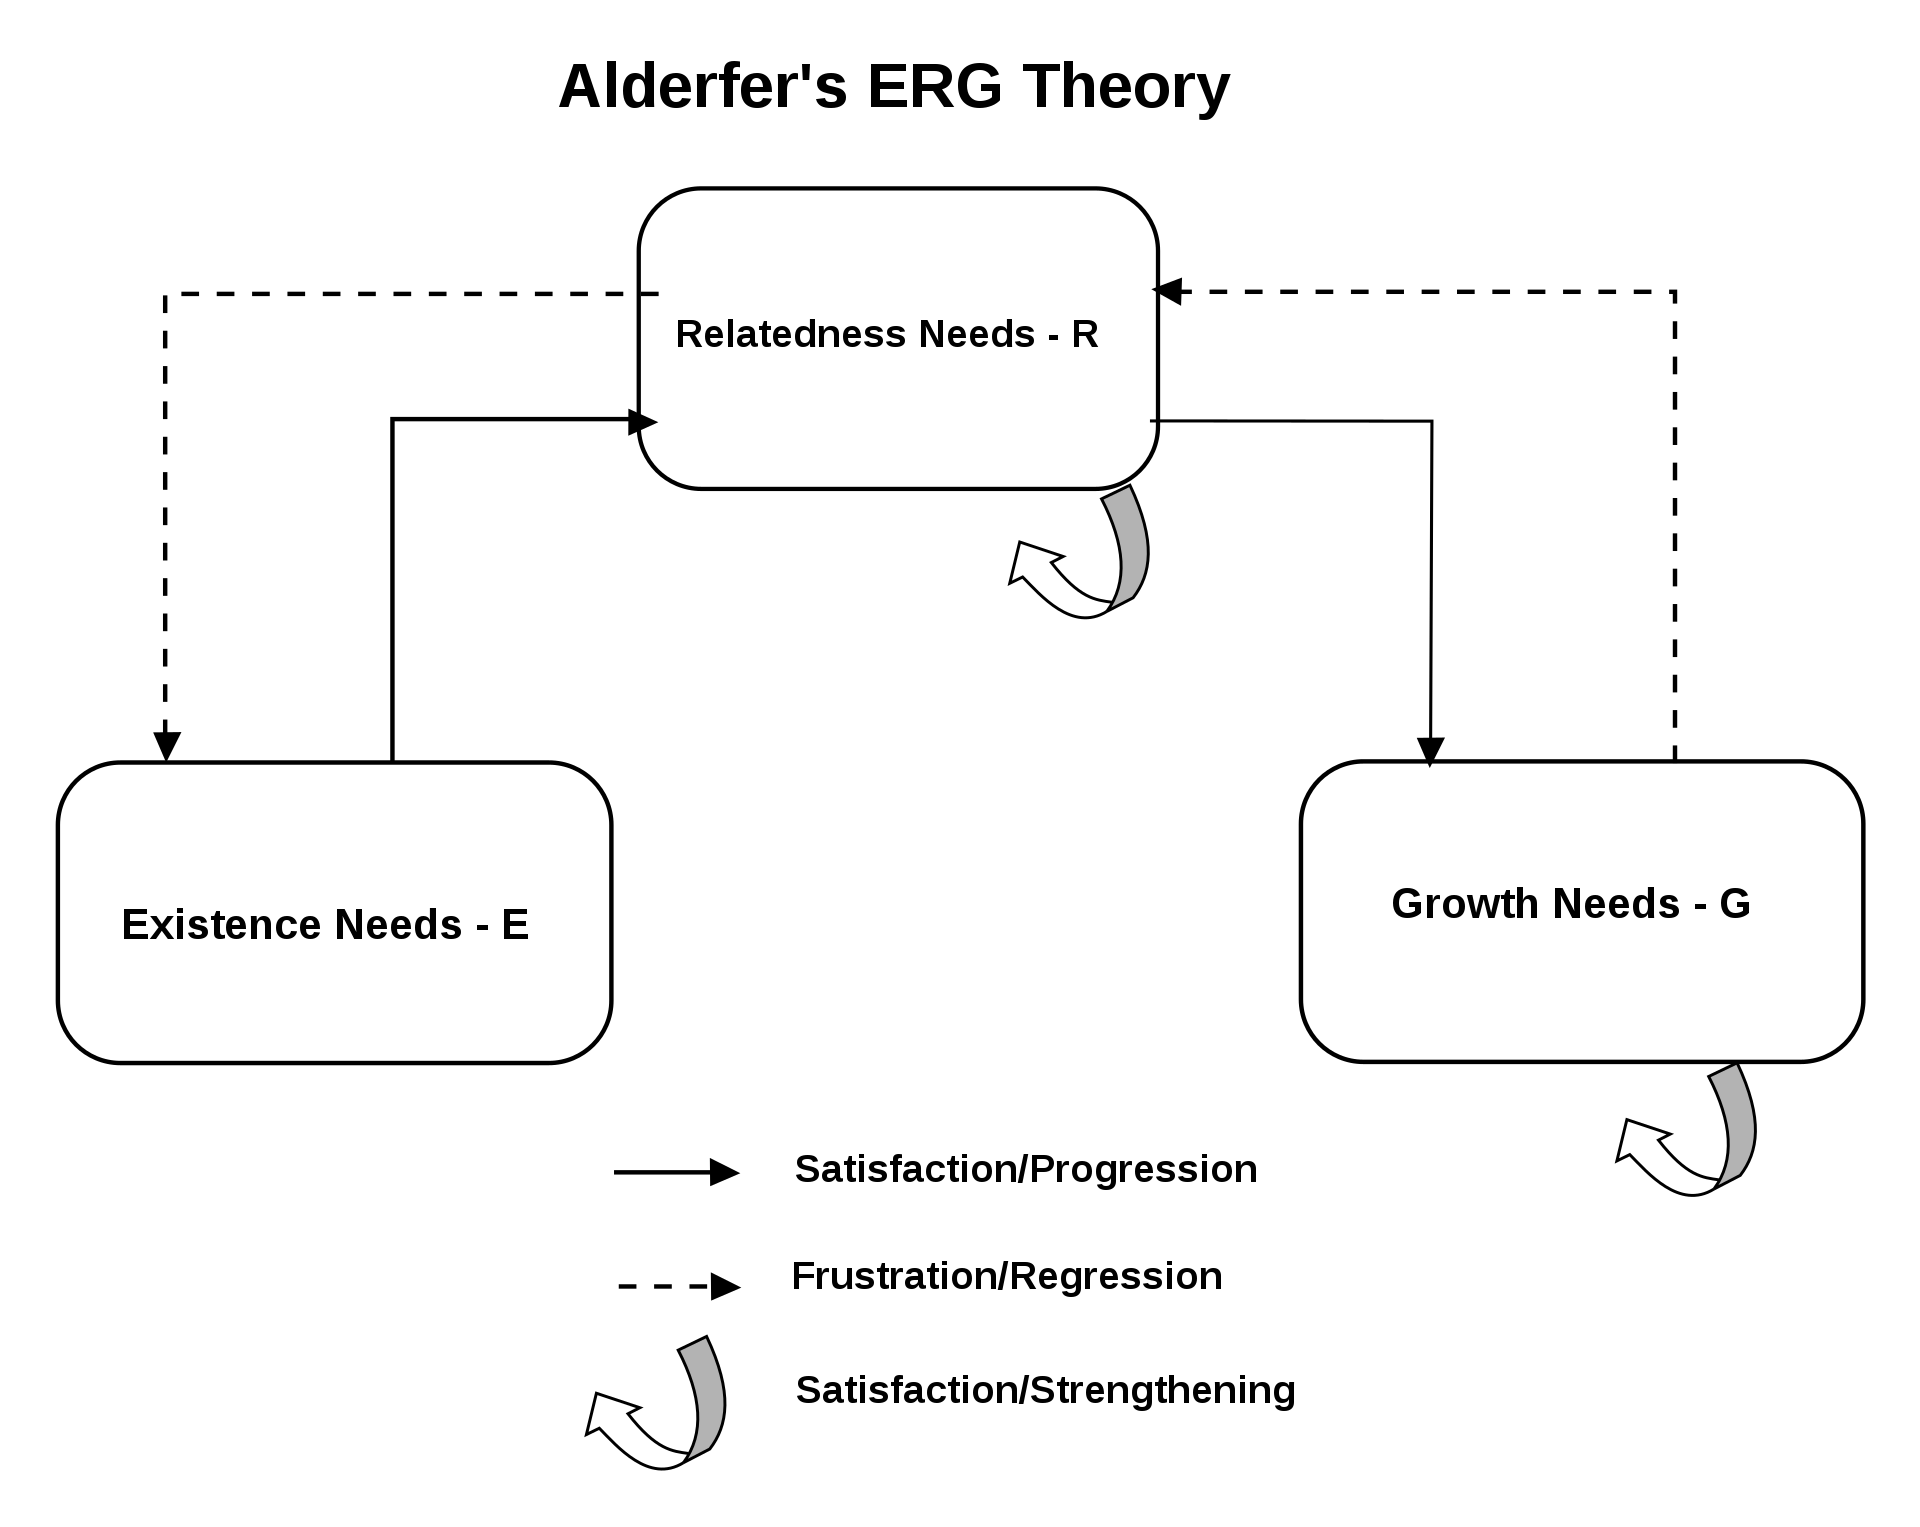 Alderfer's ERG Theory
Relatedness Needs - R
Existence Needs - E
Growth Needs - G
Satisfaction/Progression
Frustration/Regression
Satisfaction/Strengthening